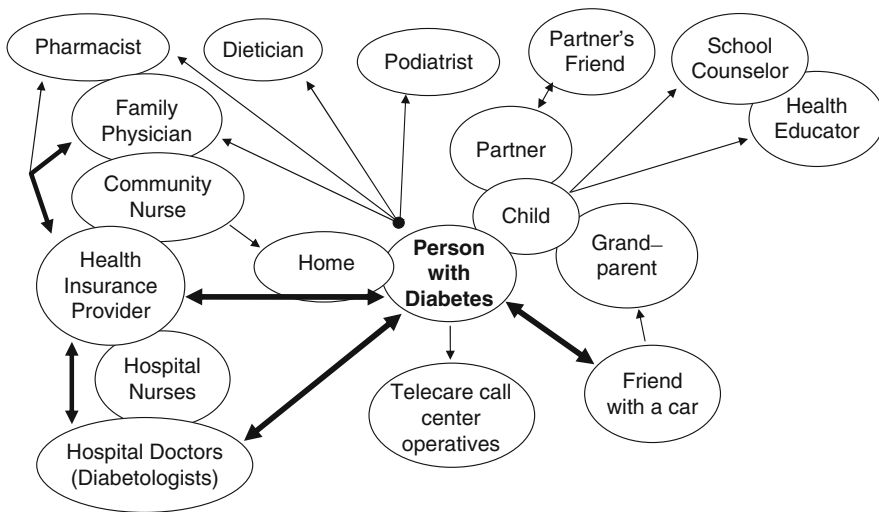 Pharmacist
Dietician
Podiatrist
Partner's
Friend
School
Counselor
Health
Educator
Family
Physician
Partner
Community
Nurse
Child
Grand–
parent
Home
Person
with
Diabetes
Health
Insurance
Provider
Hospital
Nurses
Telecare call
center
operatives
Friend
with a car
Hospital Doctors
(Diabetologists)